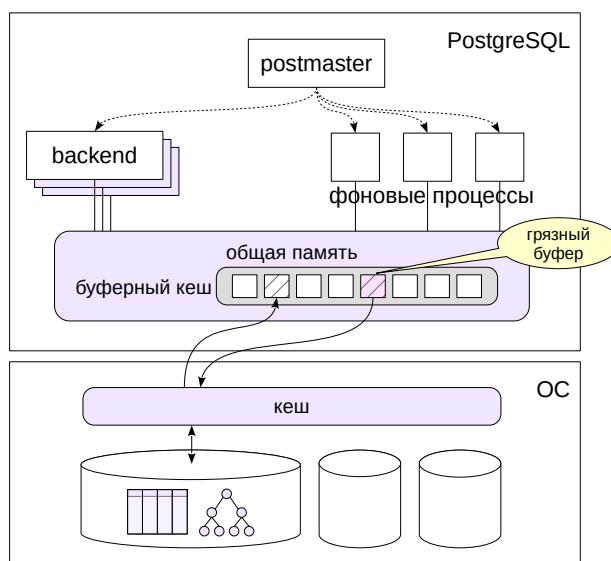 PostgreSQL
postmaster
backend
фоновые процессы
общая память
грязный
буфер
буферный кеш
ОС
кеш